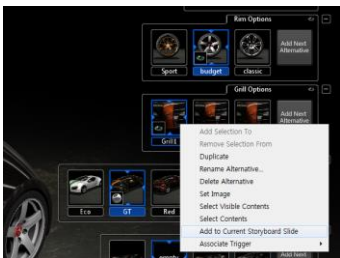 Rim Options
Add Next
Alternative
Sport
budget
classic
Grill Options
Add Next
Alternative
Grill1
Add Selection To
Remove Selection From
Duplicate
Rename Alternative...
Delete Alternative
Set Image
Select Visible Contents
Select Contents
Add to Current Storyboard Slide
Associate Trigger
Eco
GT
Red
Add Next